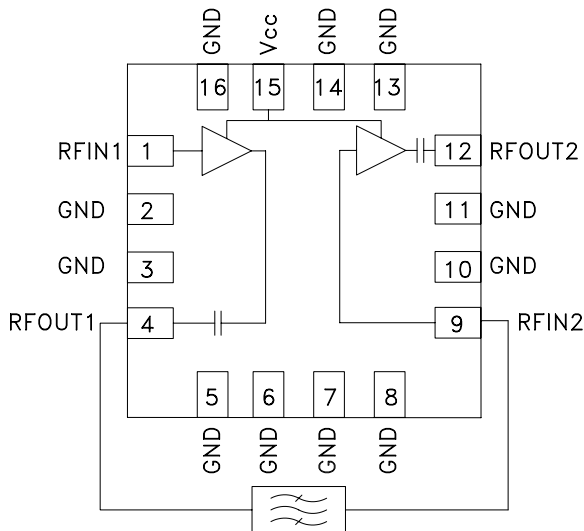 GND Vcc GND GND
16 15 14 13
RFIN1 1 12 RFOUT2
GND 2 11 GND
GND 3 10 GND
RFOUT1 4 9 RFIN2
5 6 7 8
GND GND GND GND